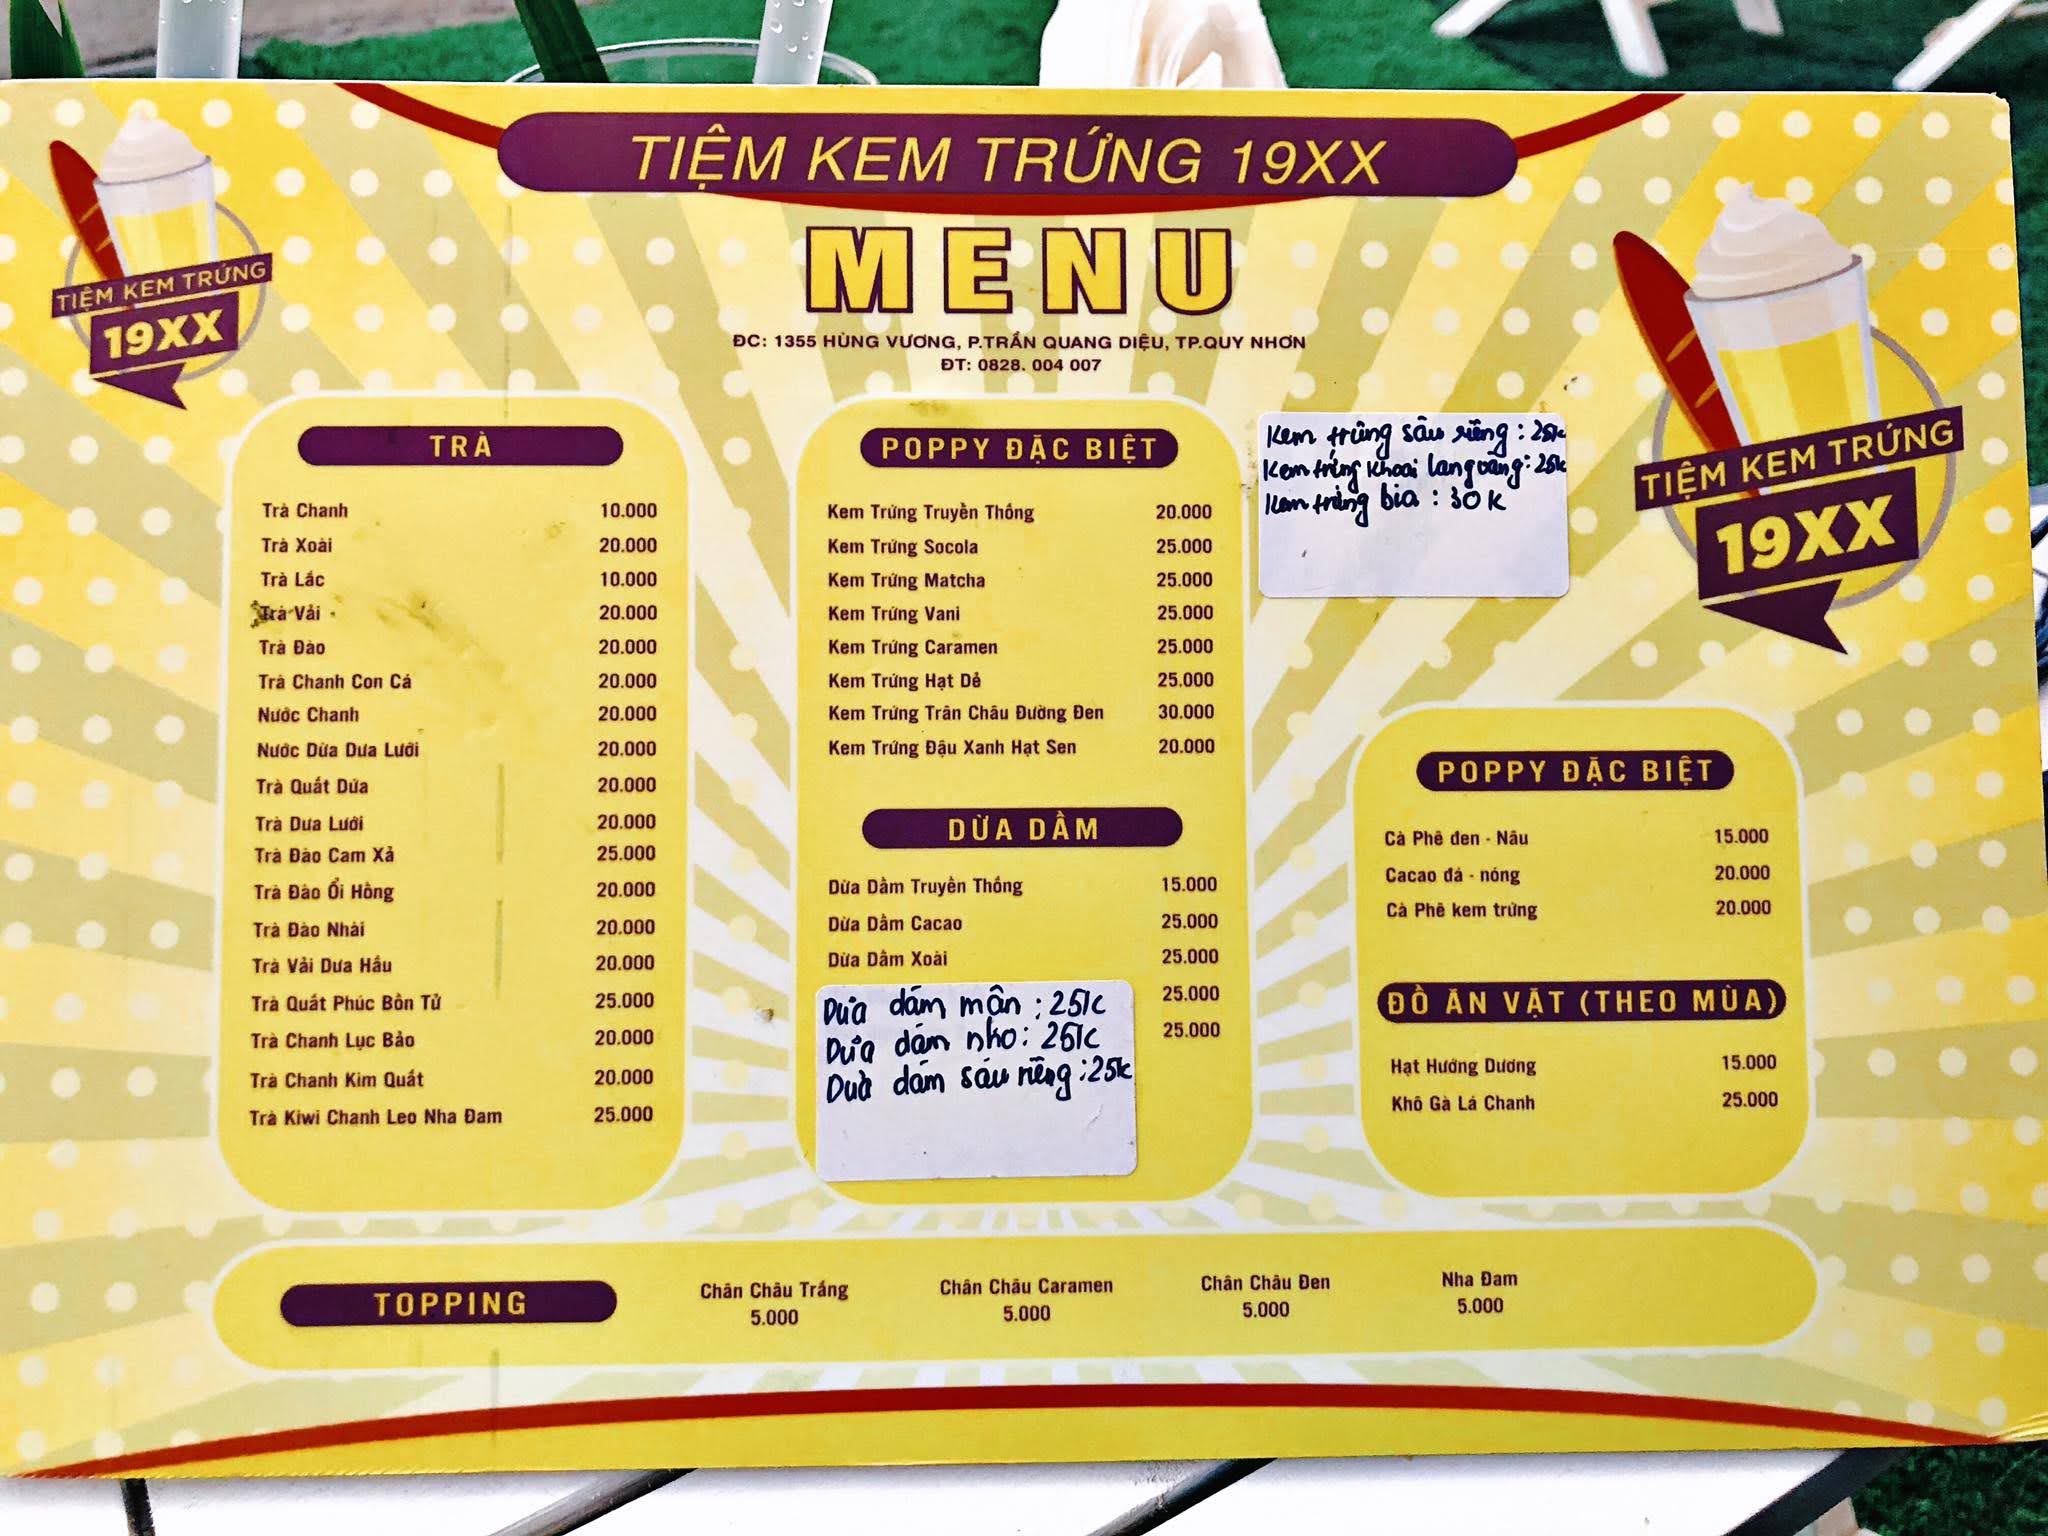 TIỆM KEM TRỨNG 19XX
TIỆM KEM TRỨNG
19XX
MENU
ĐC: 1355 HÙNG VƯƠNG, P.TRẦN QUANG DIỆU, TP.QUY NHƠN
ĐT: 0828. 004 007
TIỆM KEM TRỨNG
19XX
TRÀ
Trà Chanh 10.000
Trà Xoài 20.000
Trà Lắc 10.000
Trà Vải 20.000
Trà Đào 20.000
Trà Chanh Con Cá 20.000
Nước Chanh 20.000
Nước Dừa Dưa Lưới 20.000
Trà Quất Dứa 20.000
Trà Dưa Lưới 20.000
Trà Đào Cam Xả 25.000
Trà Đào Ổi Hồng 20.000
Trà Đào Nhài 20.000
Trà Vải Dưa Hấu 20.000
Trà Quất Phúc Bồn Tử 25.000
Trà Chanh Lục Bảo 20.000
Trà Chanh Kim Quất 20.000
Trà Kiwi Chanh Leo Nha Đam 25.000
POPPY ĐẶC BIỆT
Kem Trứng Truyền Thống 20.000
Kem Trứng Socola 25.000
Kem Trứng Matcha 25.000
Kem Trứng Vani 25.000
Kem Trứng Caramen 25.000
Kem Trứng Hạt Dẻ 25.000
Kem Trứng Trân Châu Đường Đen 30.000
Kem Trứng Đậu Xanh Hạt Sen 20.000
Kem trứng sầu riêng : 25k
Kem trứng khoai lang vàng : 25k
Kem trứng bia : 30k
DỪA DẦM
Dừa Dầm Truyền Thống 15.000
Dừa Dầm Cacao 25.000
Dừa Dầm Xoài 25.000
25.000
25.000
Dừa dầm mận : 25k
Dừa dầm nho : 25k
Dừa dầm sầu riêng : 25k
POPPY ĐẶC BIỆT
Cà Phê đen - Nâu 15.000
Cacao đá - nóng 20.000
Cà Phê kem trứng 20.000
ĐỒ ĂN VẶT (THEO MÙA)
Hạt Hướng Dương 15.000
Khô Gà Lá Chanh 25.000
TOPPING
Chân Châu Trắng Chân Châu Caramen Chân Châu Đen Nha Đam
5.000 5.000 5.000 5.000